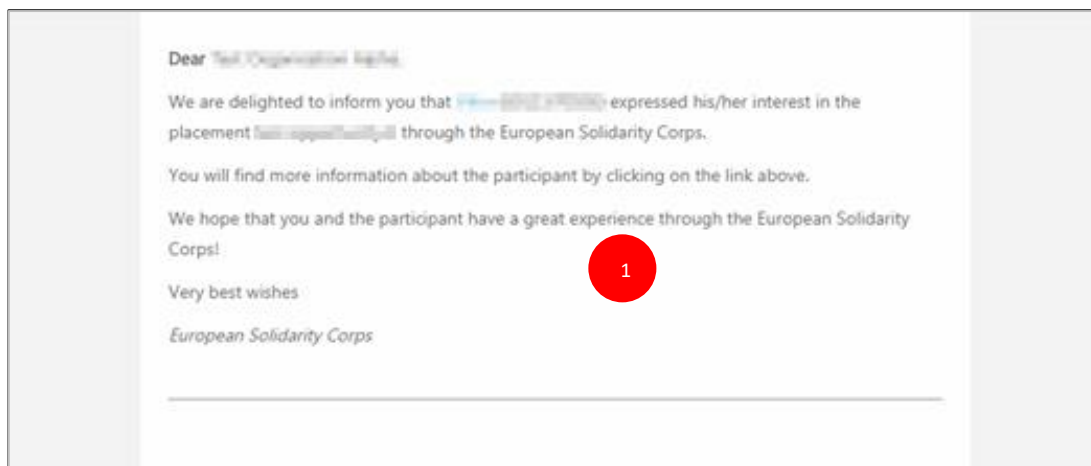 Dear
We are delighted to inform you that expressed his/her interest in the
placement through the European Solidarity Corps.
You will find more information about the participant by clicking on the link above.
We hope that you and the participant have a great experience through the European Solidarity
Corps!
1
Very best wishes
European Solidarity Corps